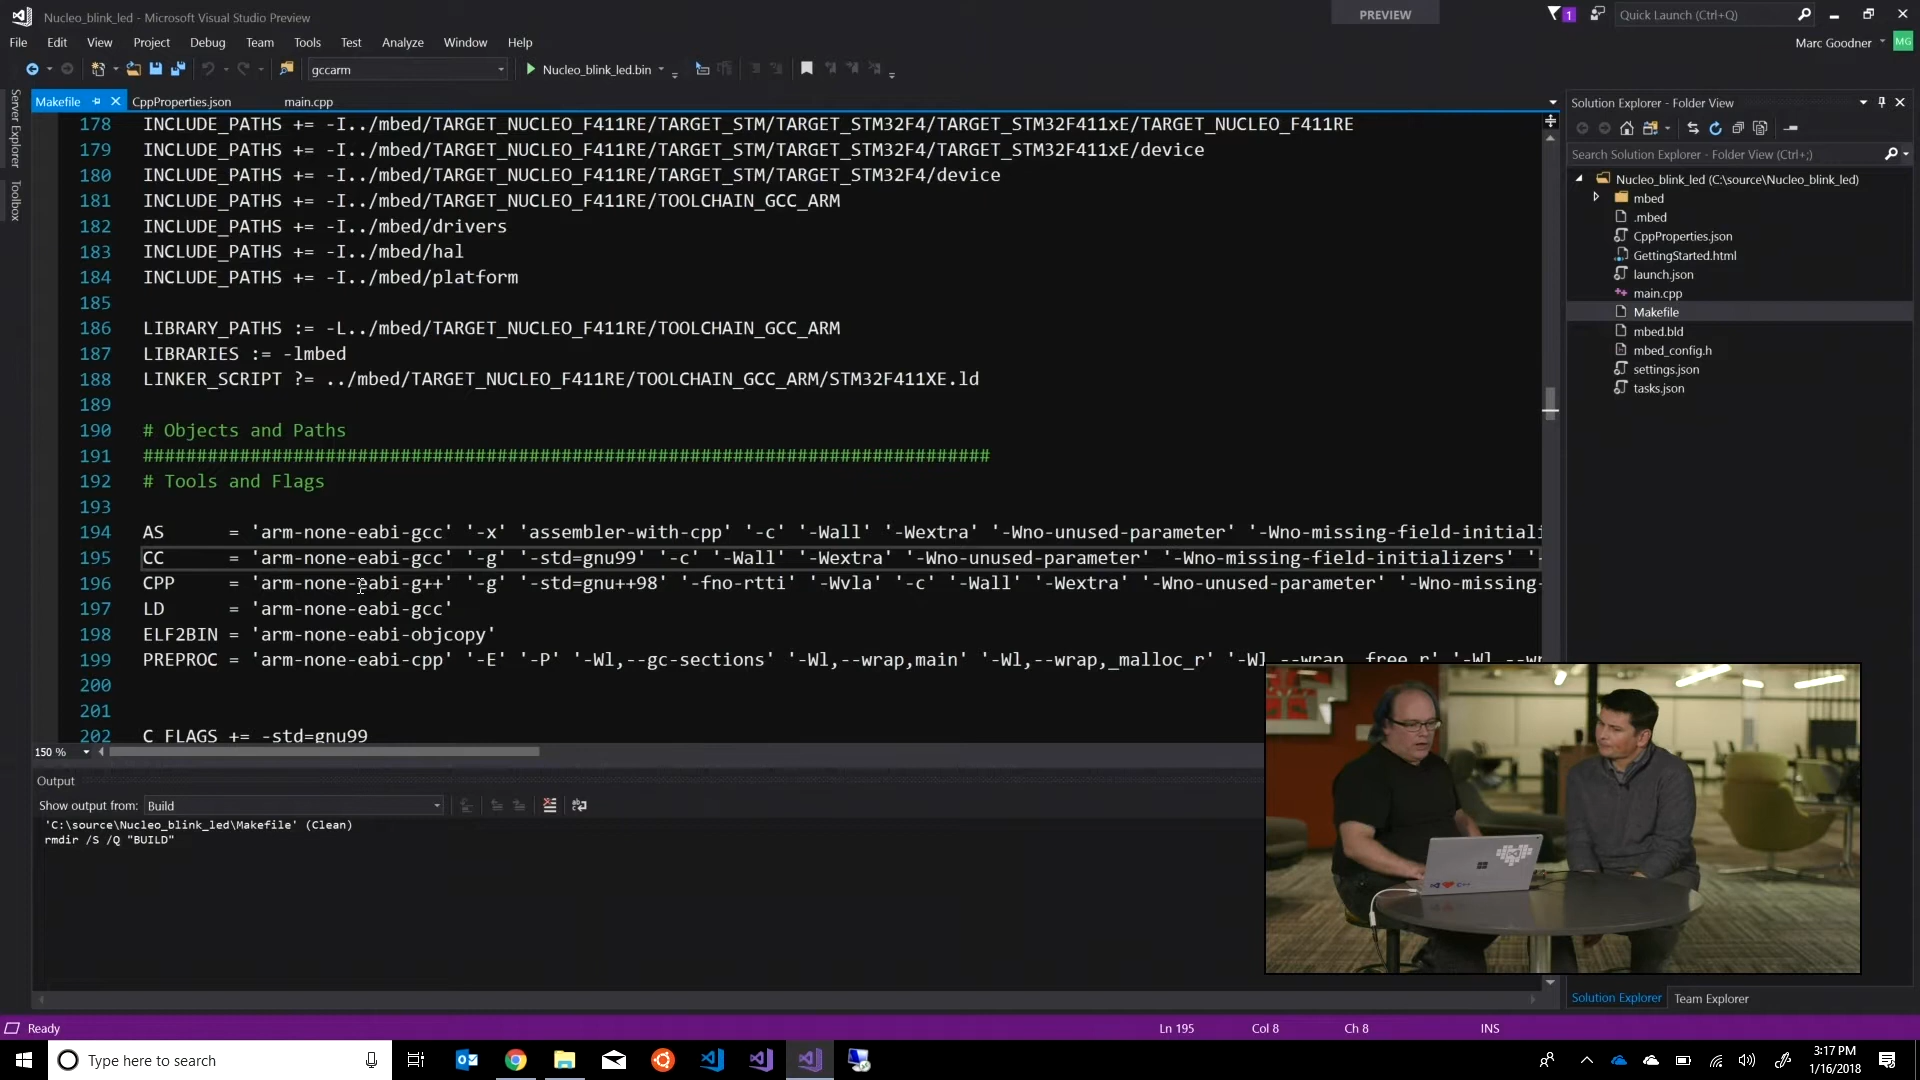 Nucleo_blink_led - Microsoft Visual Studio Preview
PREVIEW
1
Quick Launch (Ctrl+Q)
File Edit View Project Debug Team Tools Test Analyze Window Help
Marc Goodner
MG
gccarm
Nucleo_blink_led.bin
Server Explorer
Toolbox
Makefile
CppProperties.json
main.cpp
178 INCLUDE_PATHS += -I../mbed/TARGET_NUCLEO_F411RE/TARGET_STM/TARGET_STM32F4/TARGET_STM32F411xE/TARGET_NUCLEO_F411RE
179 INCLUDE_PATHS += -I../mbed/TARGET_NUCLEO_F411RE/TARGET_STM/TARGET_STM32F4/TARGET_STM32F411xE/device
180 INCLUDE_PATHS += -I../mbed/TARGET_NUCLEO_F411RE/TARGET_STM/TARGET_STM32F4/device
181 INCLUDE_PATHS += -I../mbed/TARGET_NUCLEO_F411RE/TOOLCHAIN_GCC_ARM
182 INCLUDE_PATHS += -I../mbed/drivers
183 INCLUDE_PATHS += -I../mbed/hal
184 INCLUDE_PATHS += -I../mbed/platform
185
186 LIBRARY_PATHS := -L../mbed/TARGET_NUCLEO_F411RE/TOOLCHAIN_GCC_ARM
187 LIBRARIES := -lmbed
188 LINKER_SCRIPT ?= ../mbed/TARGET_NUCLEO_F411RE/TOOLCHAIN_GCC_ARM/STM32F411XE.ld
189
190 # Objects and Paths
191 ###############################################################################
192 # Tools and Flags
193
194 AS = 'arm-none-eabi-gcc' '-x' 'assembler-with-cpp' '-c' '-Wall' '-Wextra' '-Wno-unused-parameter' '-Wno-missing-field-initiali
195 CC = 'arm-none-eabi-gcc' '-g' '-std=gnu99' '-c' '-Wall' '-Wextra' '-Wno-unused-parameter' '-Wno-missing-field-initializers' '-
196 CPP = 'arm-none-eabi-g++' '-g' '-std=gnu++98' '-fno-rtti' '-Wvla' '-c' '-Wall' '-Wextra' '-Wno-unused-parameter' '-Wno-missing-
197 LD = 'arm-none-eabi-gcc'
198 ELF2BIN = 'arm-none-eabi-objcopy'
199 PREPROC = 'arm-none-eabi-cpp' '-E' '-P' '-Wl,--gc-sections' '-Wl,--wrap,main' '-Wl,--wrap,_malloc_r' '-Wl,--wrap,_free_r' '-Wl,--wr
200
201
202 C_FLAGS += -std=gnu99
150 %
Output
Show output from: Build
'C:\source\Nucleo_blink_led\Makefile' (Clean)
rmdir /S /Q "BUILD"
Solution Explorer - Folder View
Search Solution Explorer - Folder View (Ctrl+;)
Nucleo_blink_led (C:\source\Nucleo_blink_led)
mbed
.mbed
CppProperties.json
GettingStarted.html
launch.json
main.cpp
Makefile
mbed.bld
mbed_config.h
settings.json
tasks.json
Solution Explorer
Team Explorer
Ready
Ln 195
Col 8
Ch 8
INS
Type here to search
3:17 PM
1/16/2018